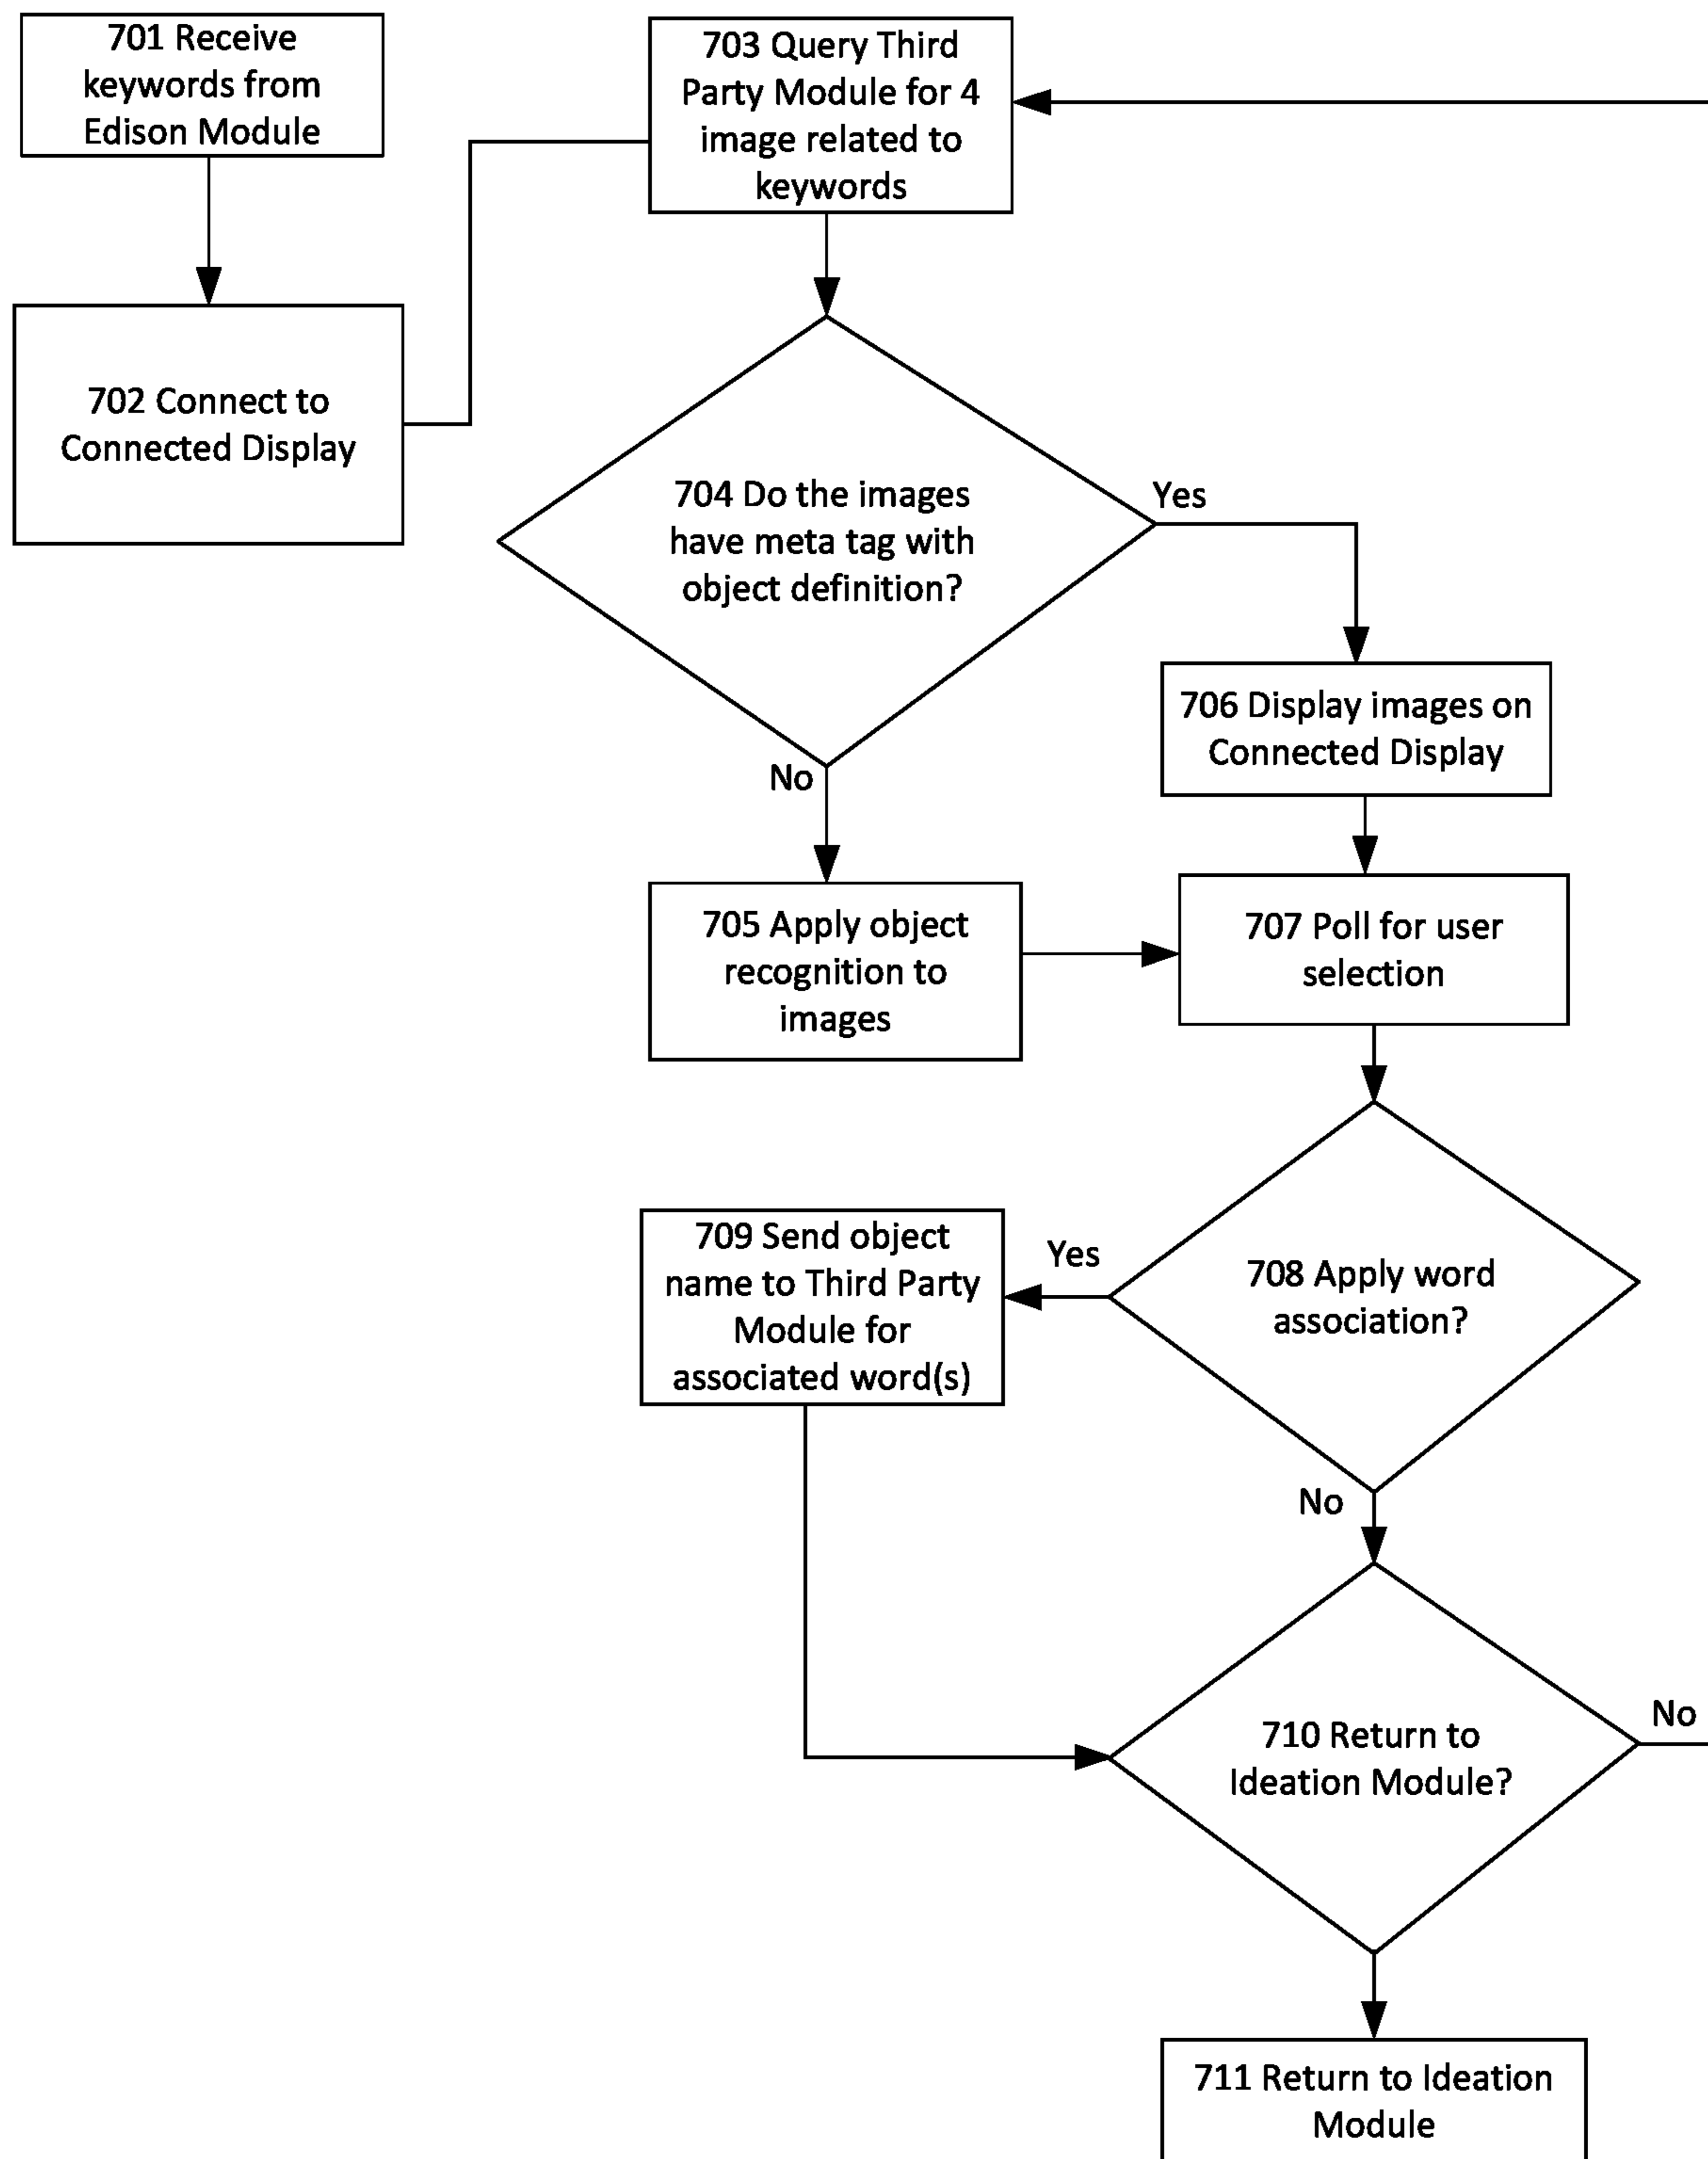 701 Receive
keywords from
Edison Module
703 Query Third
Party Module for 4
image related to
keywords
702 Connect to
Connected Display
704 Do the images
have meta tag with
object definition?
Yes
706 Display images on
Connected Display
No
705 Apply object
recognition to
images
707 Poll for user
selection
709 Send object
name to Third Party
Module for
associated word(s)
Yes
708 Apply word
association?
No
710 Return to
Ideation Module?
No
711 Return to Ideation
Module